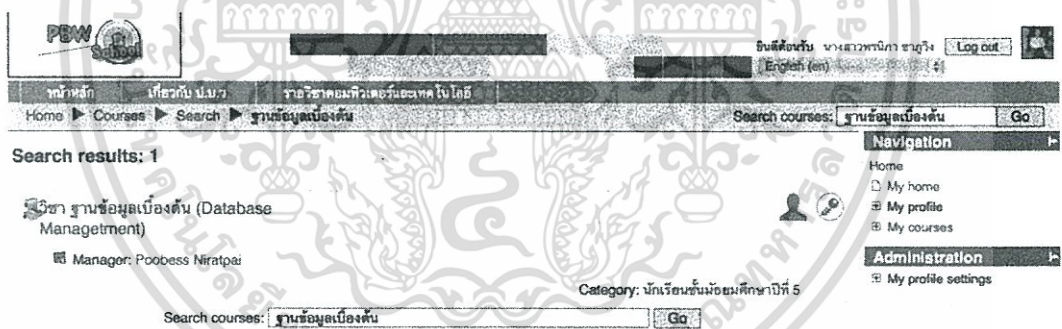 PBW
School
ยินดีต้อนรับ นางสาวพรนิภา ชาภูวิง Log out
English (en)
หน้าหลัก เกี่ยวกับ ป.บ.ว รายวิชาคอมพิวเตอร์และเทคโนโลยี
Home ▶ Courses ▶ Search ▶ ฐานข้อมูลเบื้องต้น Search courses: ฐานข้อมูลเบื้องต้น Go
Search results: 1
วิชา ฐานข้อมูลเบื้องต้น (Database
Managetment)
Manager: Poobess Niratpai
Category: นักเรียนชั้นมัธยมศึกษาปีที่ 5
Search courses: ฐานข้อมูลเบื้องต้น Go
Navigation
Home
My home
My profile
My courses
Administration
My profile settings